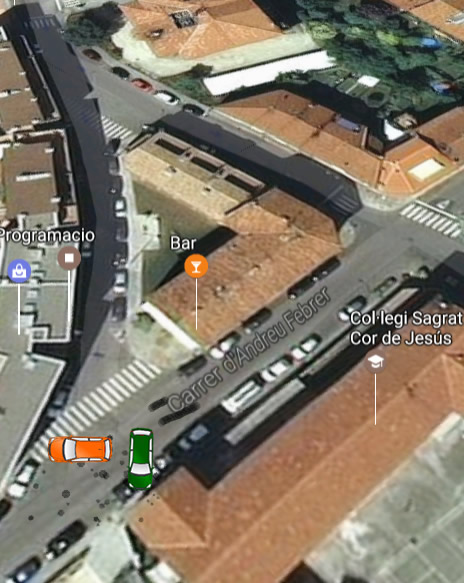 Programacio
Bar
Carrer d'Andreu Febrer
Col·legi Sagrat
Cor de Jesús